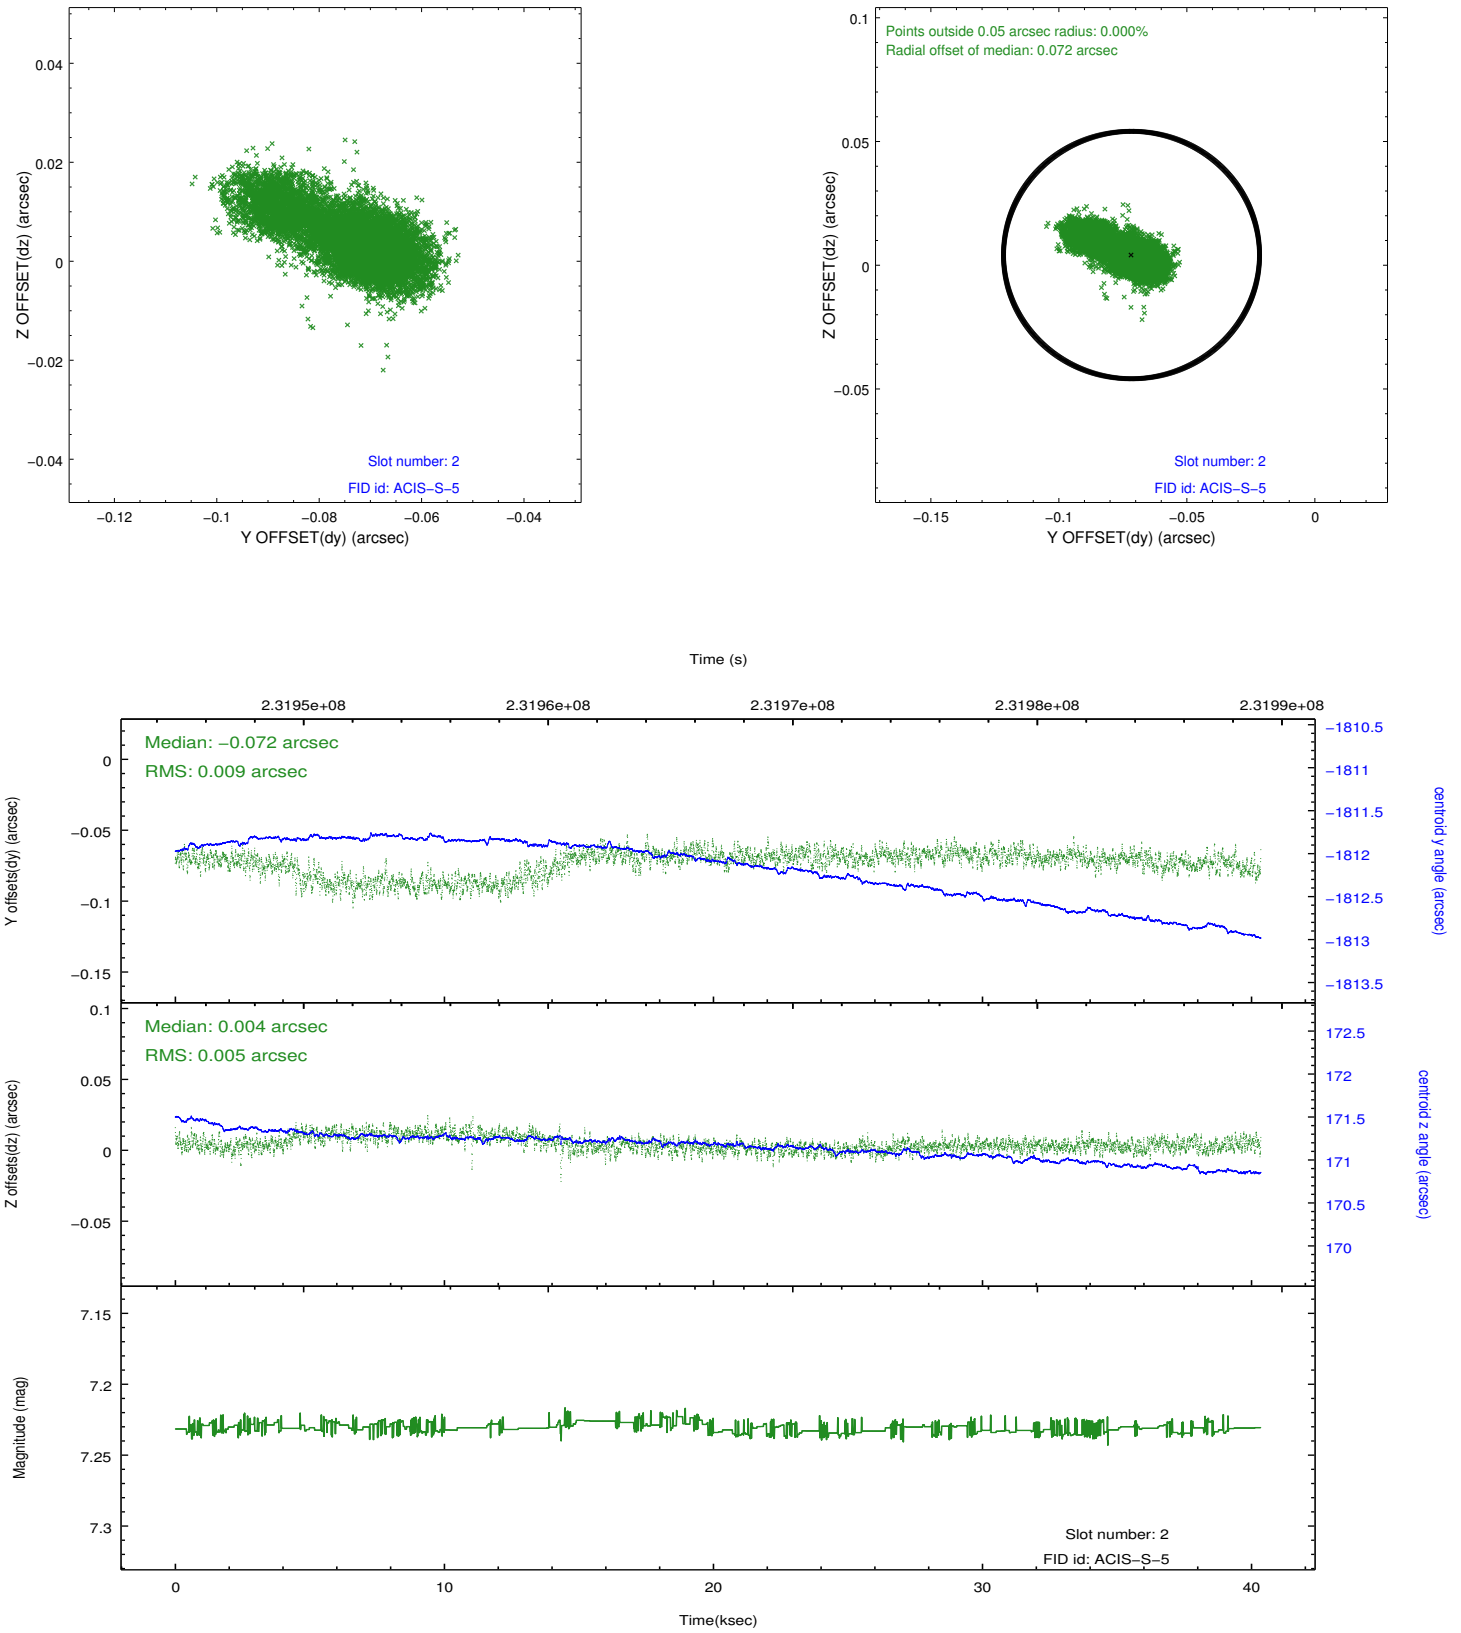 0.04
0.02
0
−0.02
−0.04
Z OFFSET(dz) (arcsec)
−0.12
−0.1
−0.08
−0.06
−0.04
Y OFFSET(dy) (arcsec)
Slot number: 2
FID id: ACIS−S−5
Points outside 0.05 arcsec radius: 0.000%
Radial offset of median: 0.072 arcsec
0.1
0.05
0
−0.05
Z OFFSET(dz) (arcsec)
−0.15
−0.1
−0.05
0
Y OFFSET(dy) (arcsec)
Slot number: 2
FID id: ACIS−S−5
Time (s)
2.3195e+08
2.3196e+08
2.3197e+08
2.3198e+08
2.3199e+08
Median: −0.072 arcsec
RMS: 0.009 arcsec
0
−0.05
−0.1
−0.15
Y offsets(dy) (arcsec)
−1810.5
−1811
−1811.5
−1812
−1812.5
−1813
−1813.5
centroid y angle (arcsec)
Median: 0.004 arcsec
RMS: 0.005 arcsec
0.1
0.05
0
−0.05
Z offsets(dz) (arcsec)
172.5
172
171.5
171
170.5
170
centroid z angle (arcsec)
7.15
7.2
7.25
7.3
Magnitude (mag)
Slot number: 2
FID id: ACIS−S−5
0
10
20
30
40
Time(ksec)